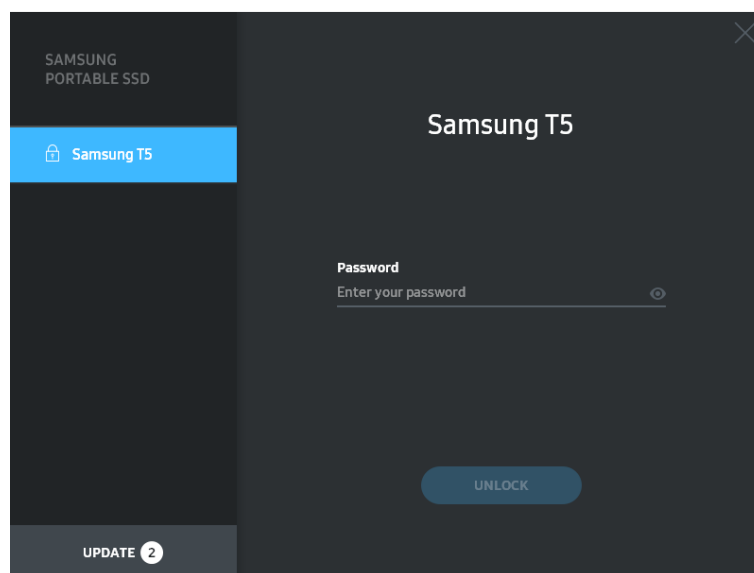 SAMSUNG
PORTABLE SSD
Samsung T5
Samsung T5
Password
Enter your password
UNLOCK
UPDATE 2